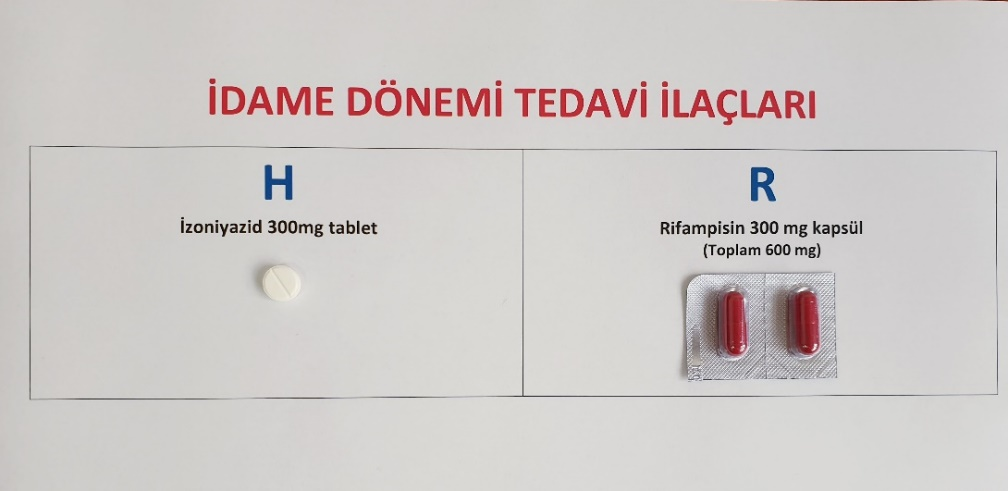 İDAME DÖNEMİ TEDAVİ İLAÇLARI
H
İzoniyazid 300mg tablet
R
Rifampisin 300 mg kapsül
(Toplam 600 mg)